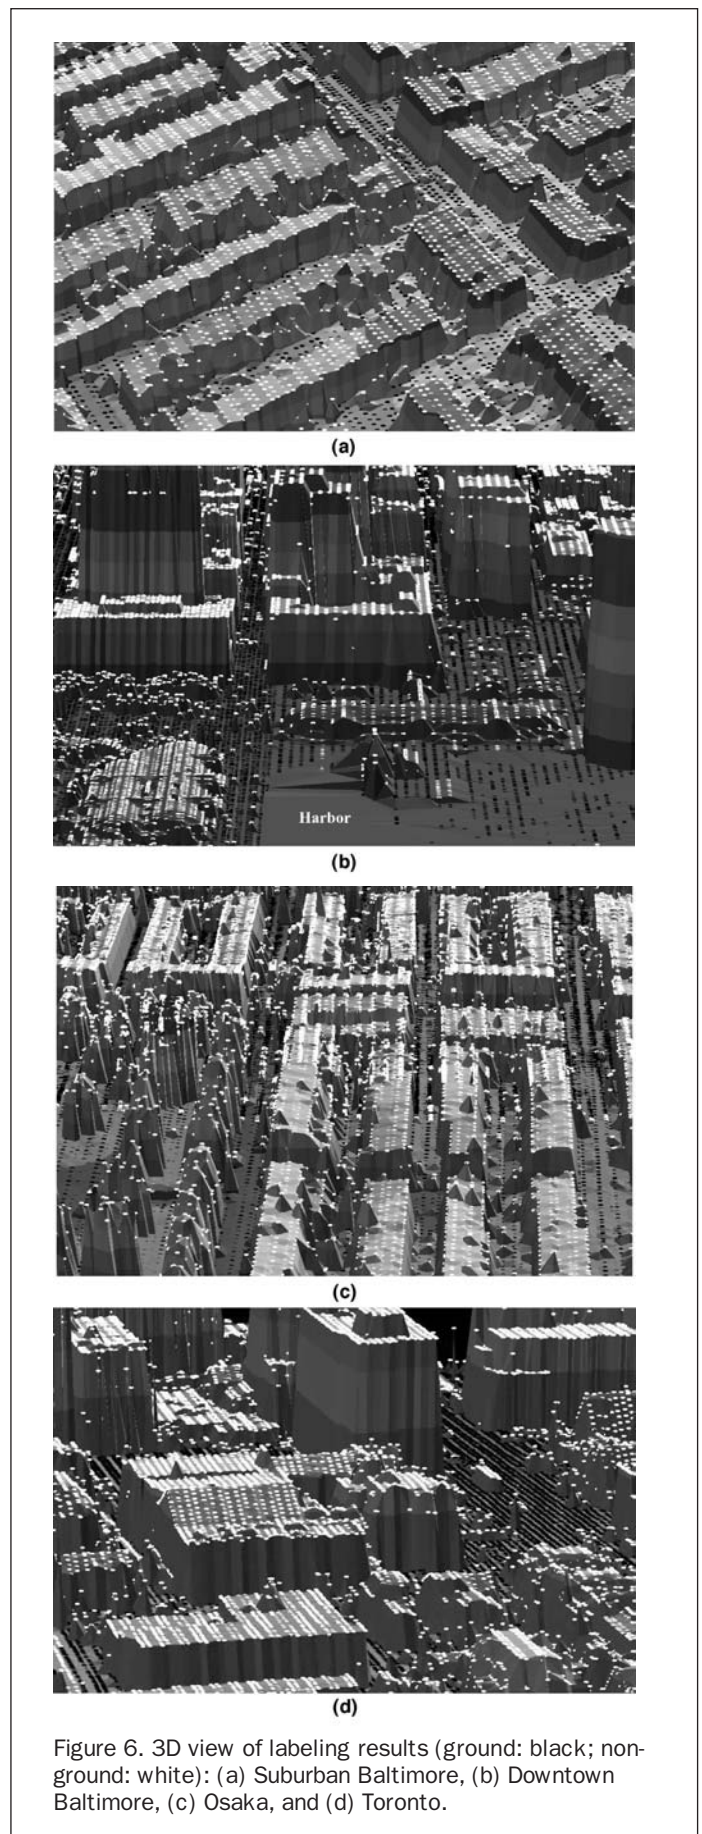 (a)
Harbor
(b)
(c)
(d)
Figure 6. 3D view of labeling results (ground: black; non-
ground: white): (a) Suburban Baltimore, (b) Downtown
Baltimore, (c) Osaka, and (d) Toronto.